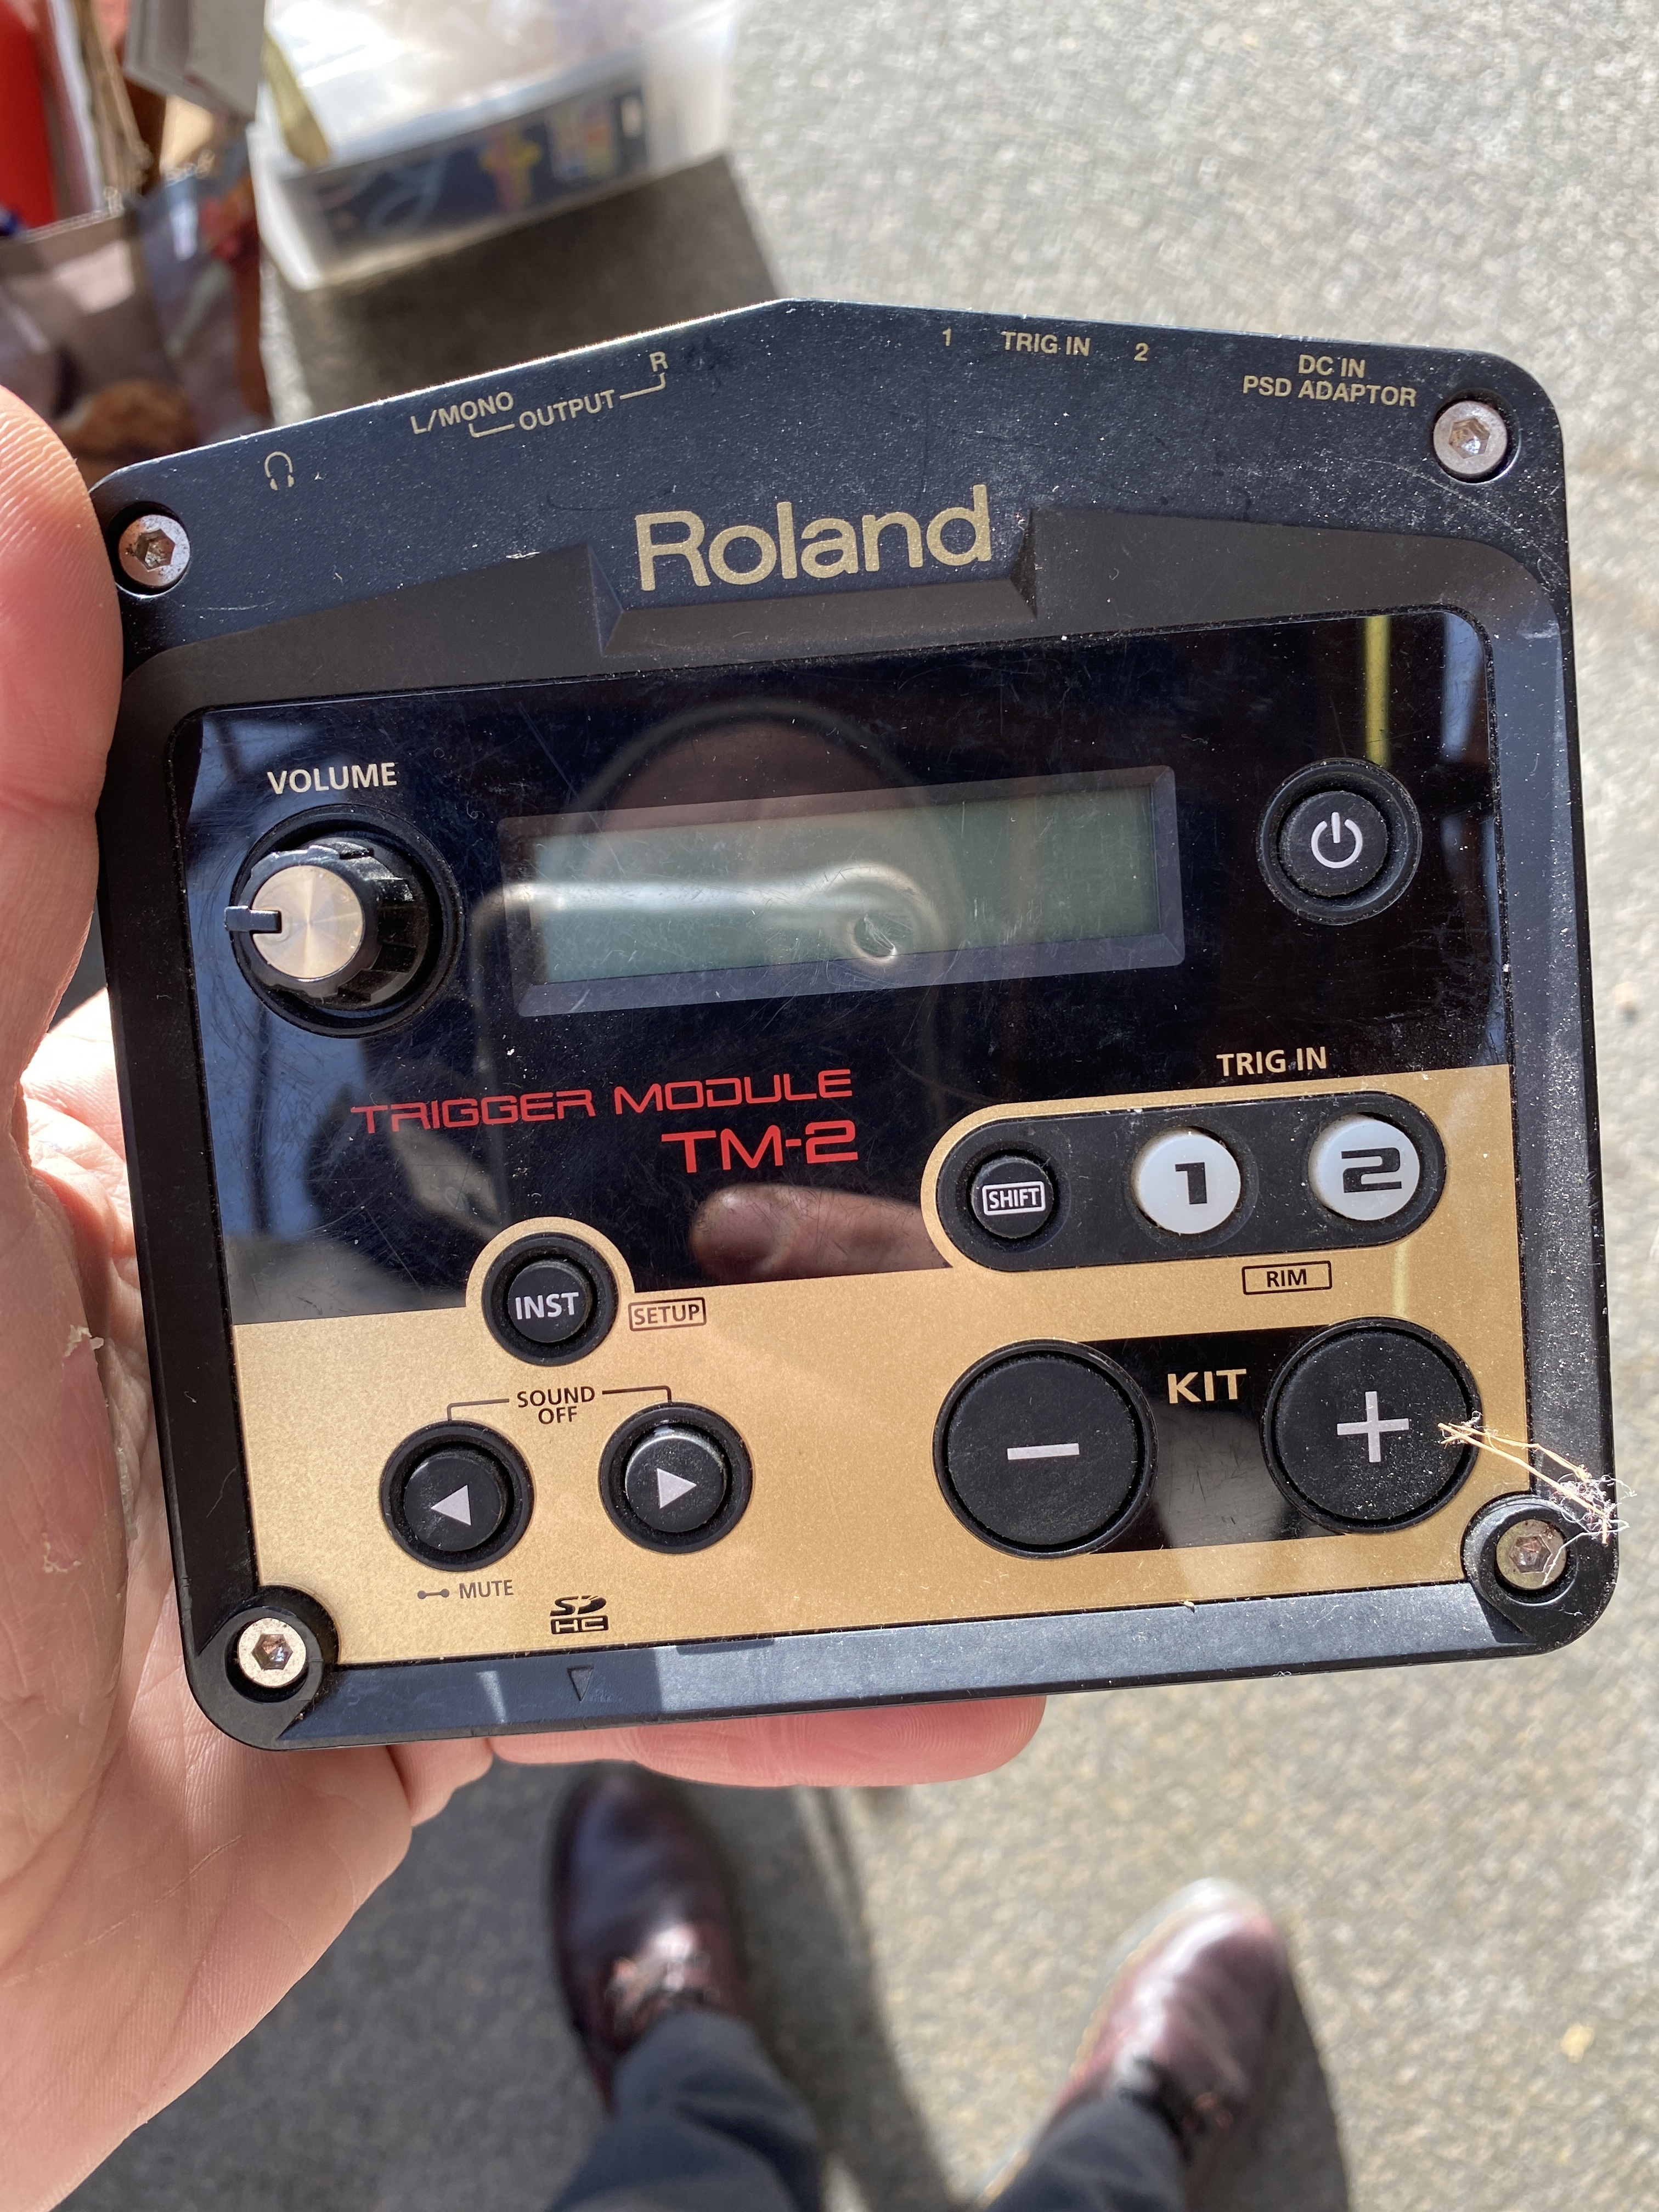 1 TRIG IN 2
DC IN
PSD ADAPTOR
R
L/MONO
OUTPUT
Roland
VOLUME
TRIGGER MODULE
TM-2
TRIG IN
SHIFT
1
2
RIM
INST
SETUP
SOUND
OFF
KIT
MUTE
SD
HC